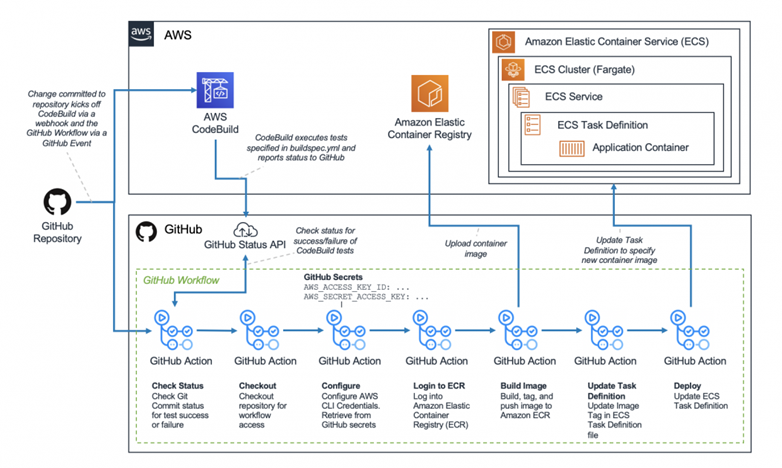 aws
AWS
Amazon Elastic Container Service (ECS)
ECS Cluster (Fargate)
ECS Service
ECS Task Definition
Application Container
Change committed to
repository kicks off
CodeBuild via a
webhook and the
GitHub Workflow via a
GitHub Event
AWS
CodeBuild
Amazon Elastic
Container Registry
CodeBuild executes tests
specified in buildspec.yml and
reports status to GitHub
GitHub
Repository
GitHub
GitHub Status API
Check status for
success/failure of
CodeBuild tests
Upload container
image
Update Task
Definition to specify
new container image
GitHub Workflow
GitHub Secrets
AWS_ACCESS_KEY_ID: ...
AWS_SECRET_ACCESS_KEY: ...
GitHub Action
GitHub Action
GitHub Action
GitHub Action
GitHub Action
GitHub Action
GitHub Action
Check Status
Check Git
Commit status
for test success
or failure
Checkout
Checkout
repository for
workflow
access
Configure
Configure AWS
CLI Credentials.
Retrieve from
GitHub secrets
Login to ECR
Log into
Amazon Elastic
Container
Registry (ECR)
Build Image
Build, tag, and
push image to
Amazon ECR
Update Task
Definition
Update Image
Tag in ECS
Task Definition
file
Deploy
Update ECS
Task Definition